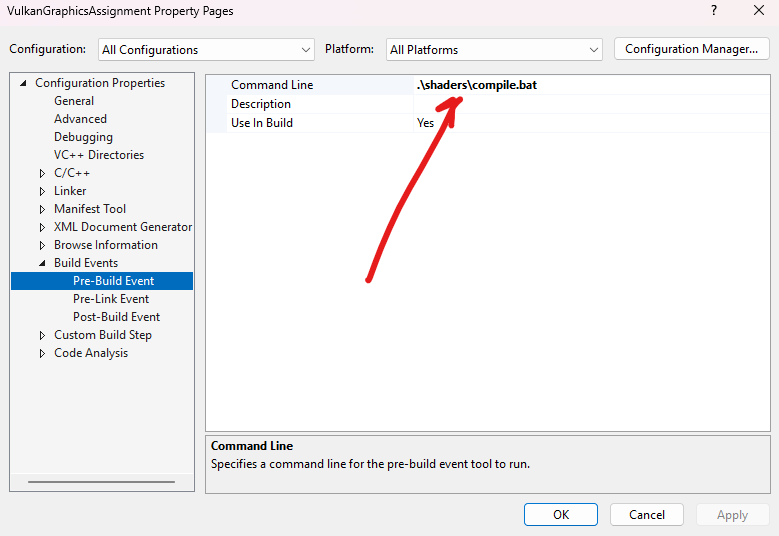 VulkanGraphicsAssignment Property Pages
? ×
Configuration: All Configurations Platform: All Platforms Configuration Manager...
Configuration Properties
General
Advanced
Debugging
VC++ Directories
C/C++
Linker
Manifest Tool
XML Document Generator
Browse Information
Build Events
Pre-Build Event
Pre-Link Event
Post-Build Event
Custom Build Step
Code Analysis
Command Line .\shaders\compile.bat
Description
Use In Build Yes
Command Line
Specifies a command line for the pre-build event tool to run.
OK Cancel Apply